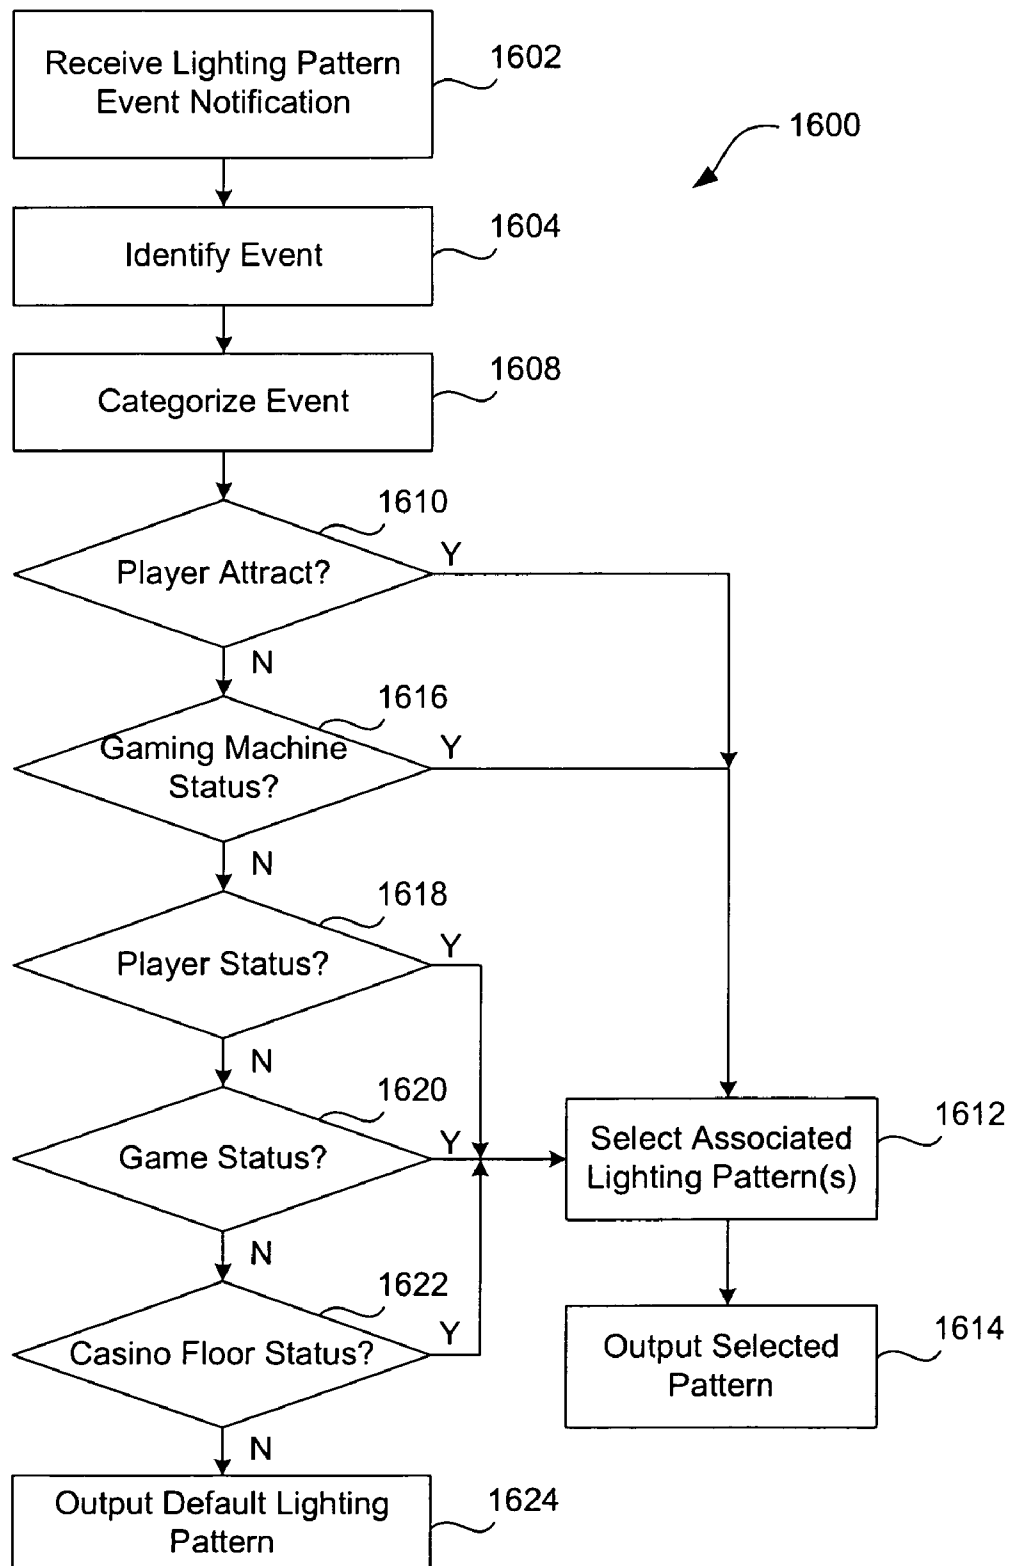 Receive Lighting Pattern
Event Notification
1602
1600
Identify Event
1604
Categorize Event
1608
Player Attract?
1610
Y
N
Gaming Machine
Status?
1616
Y
N
Player Status?
1618
Y
N
Game Status?
1620
Y
N
Select Associated
Lighting Pattern(s)
1612
Casino Floor Status?
1622
Y
N
Output Selected
Pattern
1614
Output Default Lighting
Pattern
1624